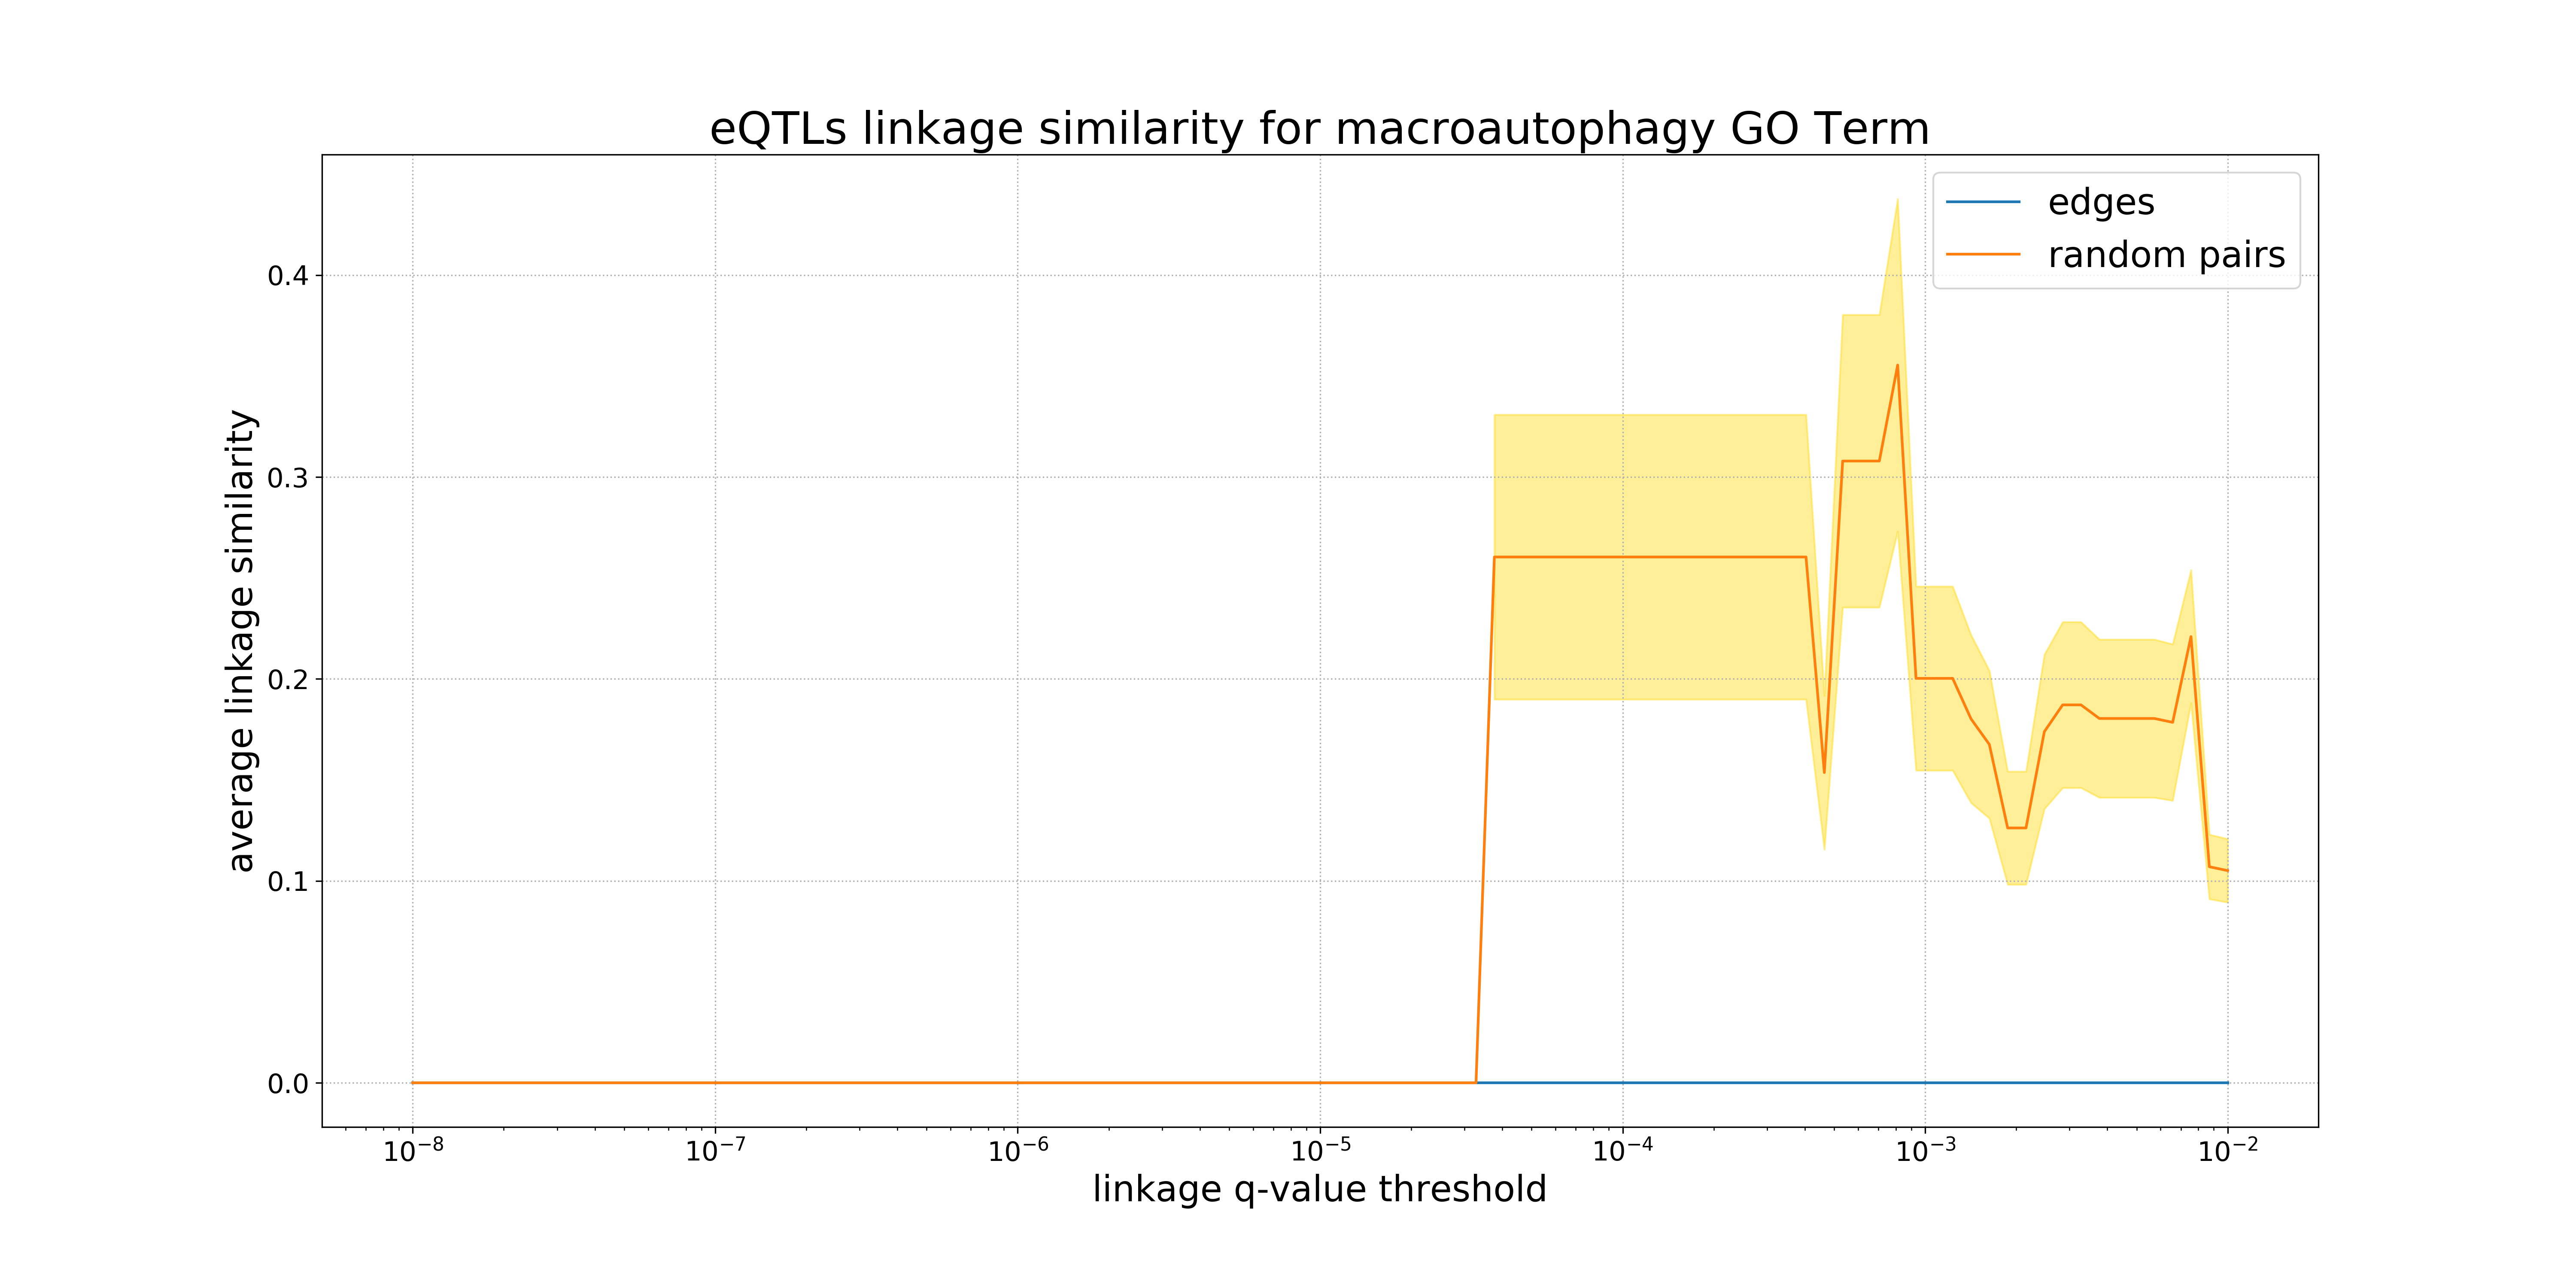 eQTLs linkage similarity for macroautophagy GO Term
edges
random pairs
average linkage similarity
0.4
0.3
0.2
0.1
0.0
10⁻⁸ 10⁻⁷ 10⁻⁶ 10⁻⁵ 10⁻⁴ 10⁻³ 10⁻²
linkage q-value threshold